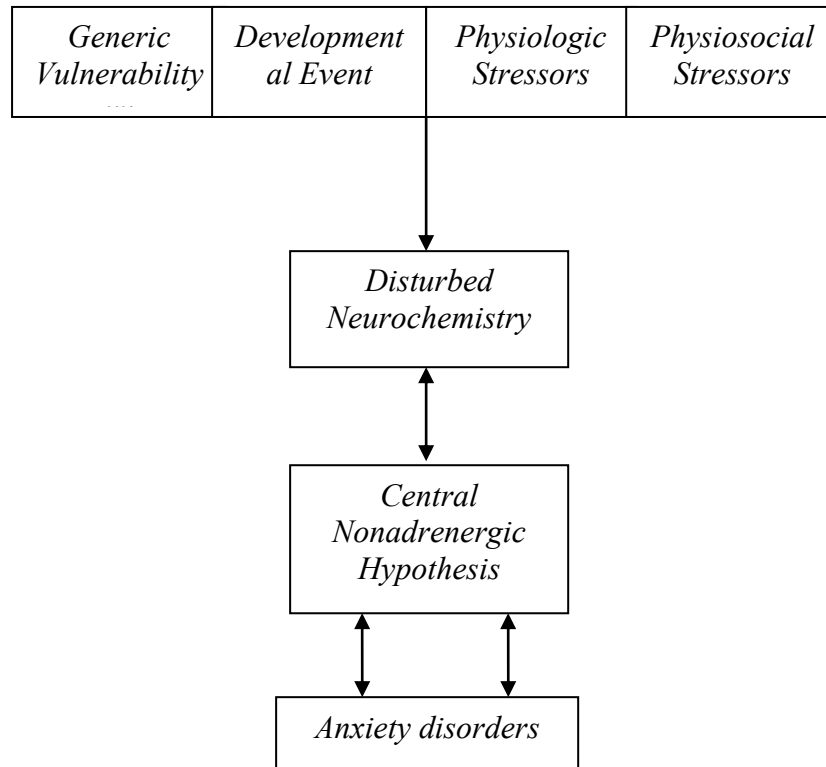 Generic
Vulnerability
....
Development
al Event
Physiologic
Stressors
Physiosocial
Stressors
Disturbed
Neurochemistry
Central
Nonadrenergic
Hypothesis
Anxiety disorders